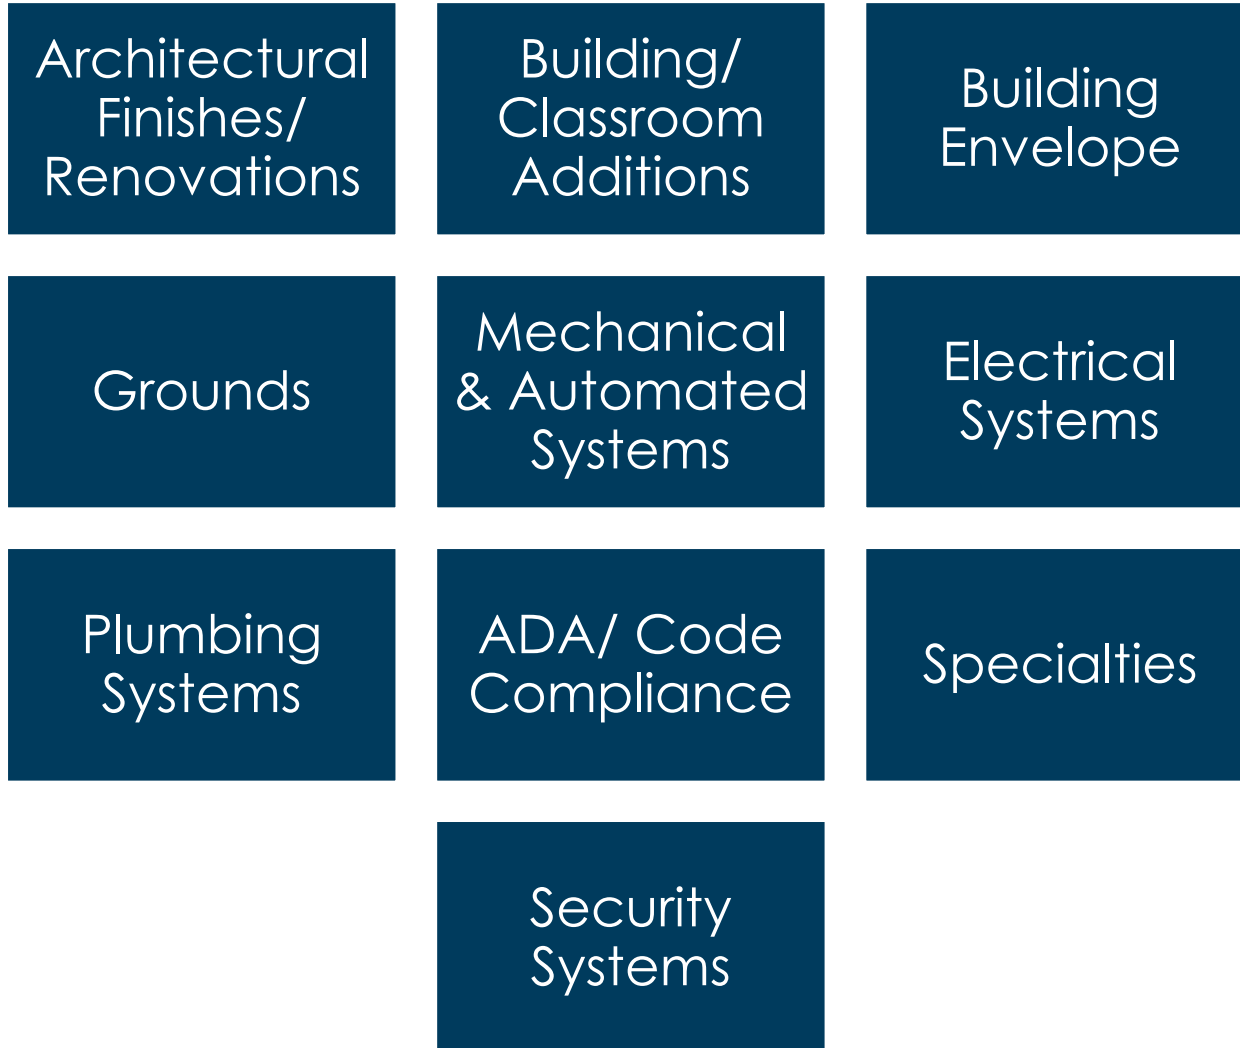 Architectural
Finishes/
Renovations
Building/
Classroom
Additions
Building
Envelope
Grounds
Mechanical
& Automated
Systems
Electrical
Systems
Plumbing
Systems
ADA/ Code
Compliance
Specialties
Security
Systems